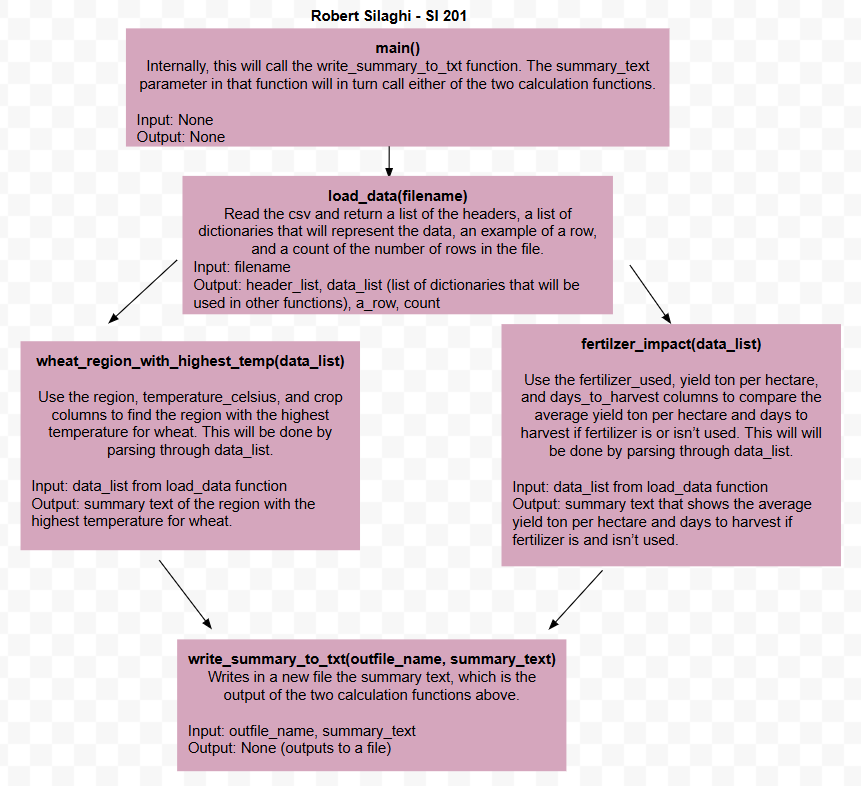 Robert Silaghi - SI 201
main()
Internally, this will call the write_summary_to_txt function. The summary_text
parameter in that function will in turn call either of the two calculation functions.
Input: None
Output: None
load_data(filename)
Read the csv and return a list of the headers, a list of
dictionaries that will represent the data, an example of a row,
and a count of the number of rows in the file.
Input: filename
Output: header_list, data_list (list of dictionaries that will be
used in other functions), a_row, count
wheat_region_with_highest_temp(data_list)
Use the region, temperature_celsius, and crop
columns to find the region with the highest
temperature for wheat. This will be done by
parsing through data_list.
Input: data_list from load_data function
Output: summary text of the region with the
highest temperature for wheat.
fertilzer_impact(data_list)
Use the fertilizer_used, yield ton per hectare,
and days_to_harvest columns to compare the
average yield ton per hectare and days to
harvest if fertilizer is or isn’t used. This will will
be done by parsing through data_list.
Input: data_list from load_data function
Output: summary text that shows the average
yield ton per hectare and days to harvest if
fertilizer is and isn’t used.
write_summary_to_txt(outfile_name, summary_text)
Writes in a new file the summary text, which is the
output of the two calculation functions above.
Input: outfile_name, summary_text
Output: None (outputs to a file)